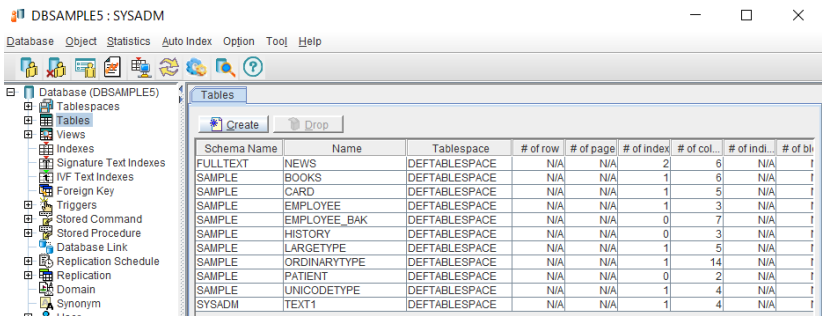 DBSAMPLE5 : SYSADM
Database Object Statistics Auto Index Option Tool Help
Database (DBSAMPLE5)
Tablespaces
Tables
Views
Indexes
Signature Text Indexes
IVF Text Indexes
Foreign Key
Triggers
Stored Command
Stored Procedure
Database Link
Replication Schedule
Replication
Domain
Synonym
Tables
Create Drop
Schema Name Name Tablespace # of row # of page # of index # of col... # of indi...
FULLTEXT NEWS DEFTABLESPACE N/A N/A 2 6 N/A
SAMPLE BOOKS DEFTABLESPACE N/A N/A 1 6 N/A
SAMPLE CARD DEFTABLESPACE N/A N/A 1 5 N/A
SAMPLE EMPLOYEE DEFTABLESPACE N/A N/A 1 3 N/A
SAMPLE EMPLOYEE_BAK DEFTABLESPACE N/A N/A 0 7 N/A
SAMPLE HISTORY DEFTABLESPACE N/A N/A 0 3 N/A
SAMPLE LARGETYPE DEFTABLESPACE N/A N/A 1 5 N/A
SAMPLE ORDINARYTYPE DEFTABLESPACE N/A N/A 1 14 N/A
SAMPLE PATIENT DEFTABLESPACE N/A N/A 0 2 N/A
SAMPLE UNICODETYPE DEFTABLESPACE N/A N/A 1 4 N/A
SYSADM TEXT1 DEFTABLESPACE N/A N/A 1 4 N/A